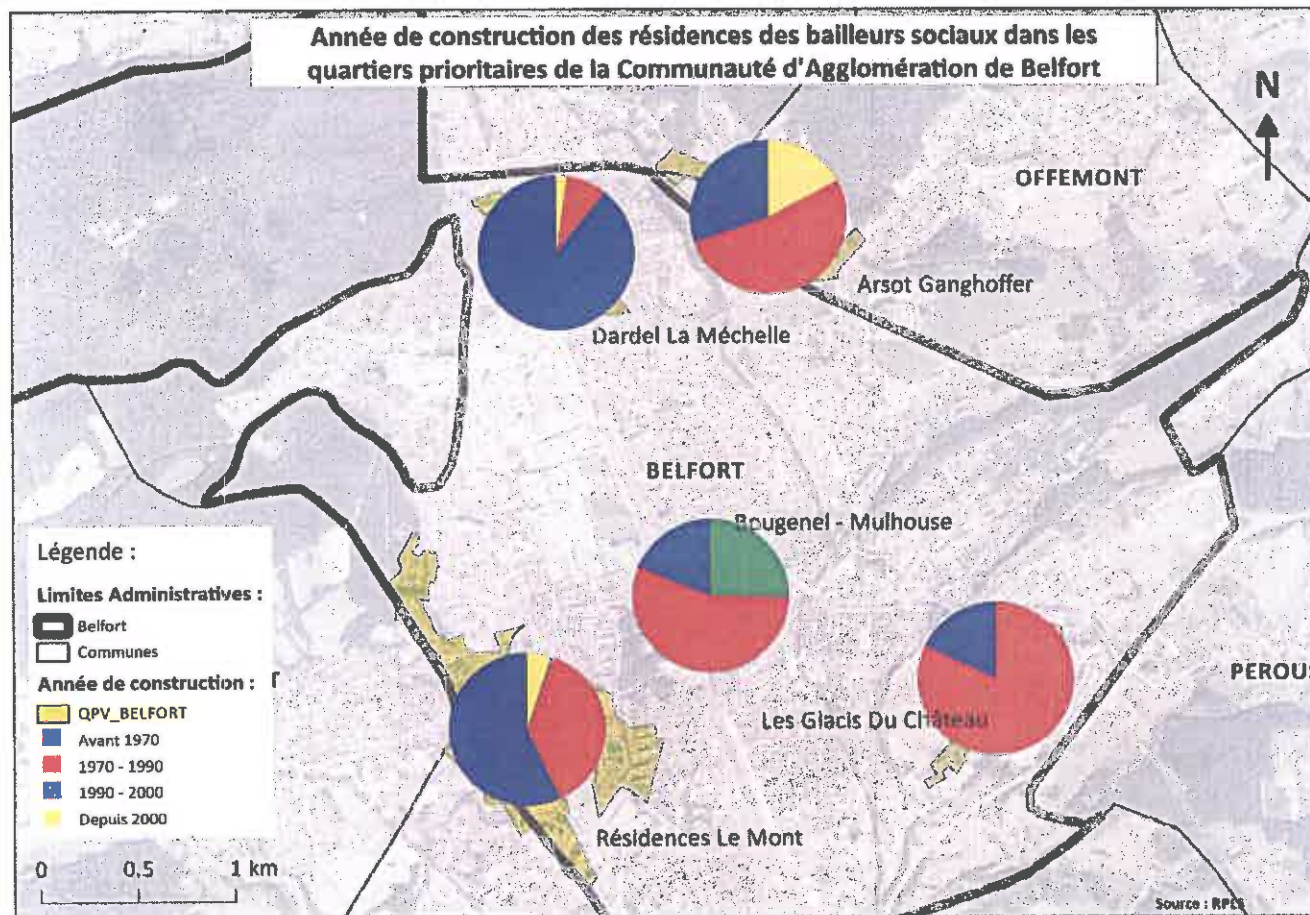 Année de construction des résidences des bailleurs sociaux dans les
quartiers prioritaires de la Communauté d'Agglomération de Belfort
N
OFFEMONT
Arsot Ganghoffer
Dardel La Méchelle
BELFORT
Bougenel - Mulhouse
PEROUS
Les Glacis Du Château
Résidences Le Mont
Légende :
Limites Administratives :
Belfort
Communes
Année de construction :
QPV_BELFORT
Avant 1970
1970 - 1990
1990 - 2000
Depuis 2000
0 0.5 1 km
Source : RPLS